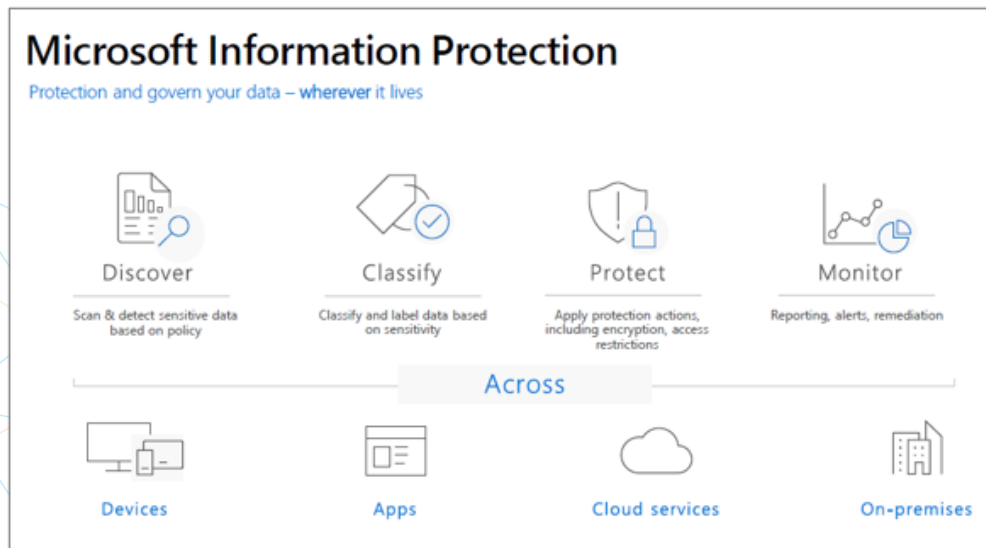 Microsoft Information Protection
Protection and govern your data – wherever it lives
Discover
Classify
Protect
Monitor
Scan & detect sensitive data
based on policy
Classify and label data based
on sensitivity
Apply protection actions,
including encryption, access
restrictions
Reporting, alerts, remediation
Across
Devices
Apps
Cloud services
On-premises